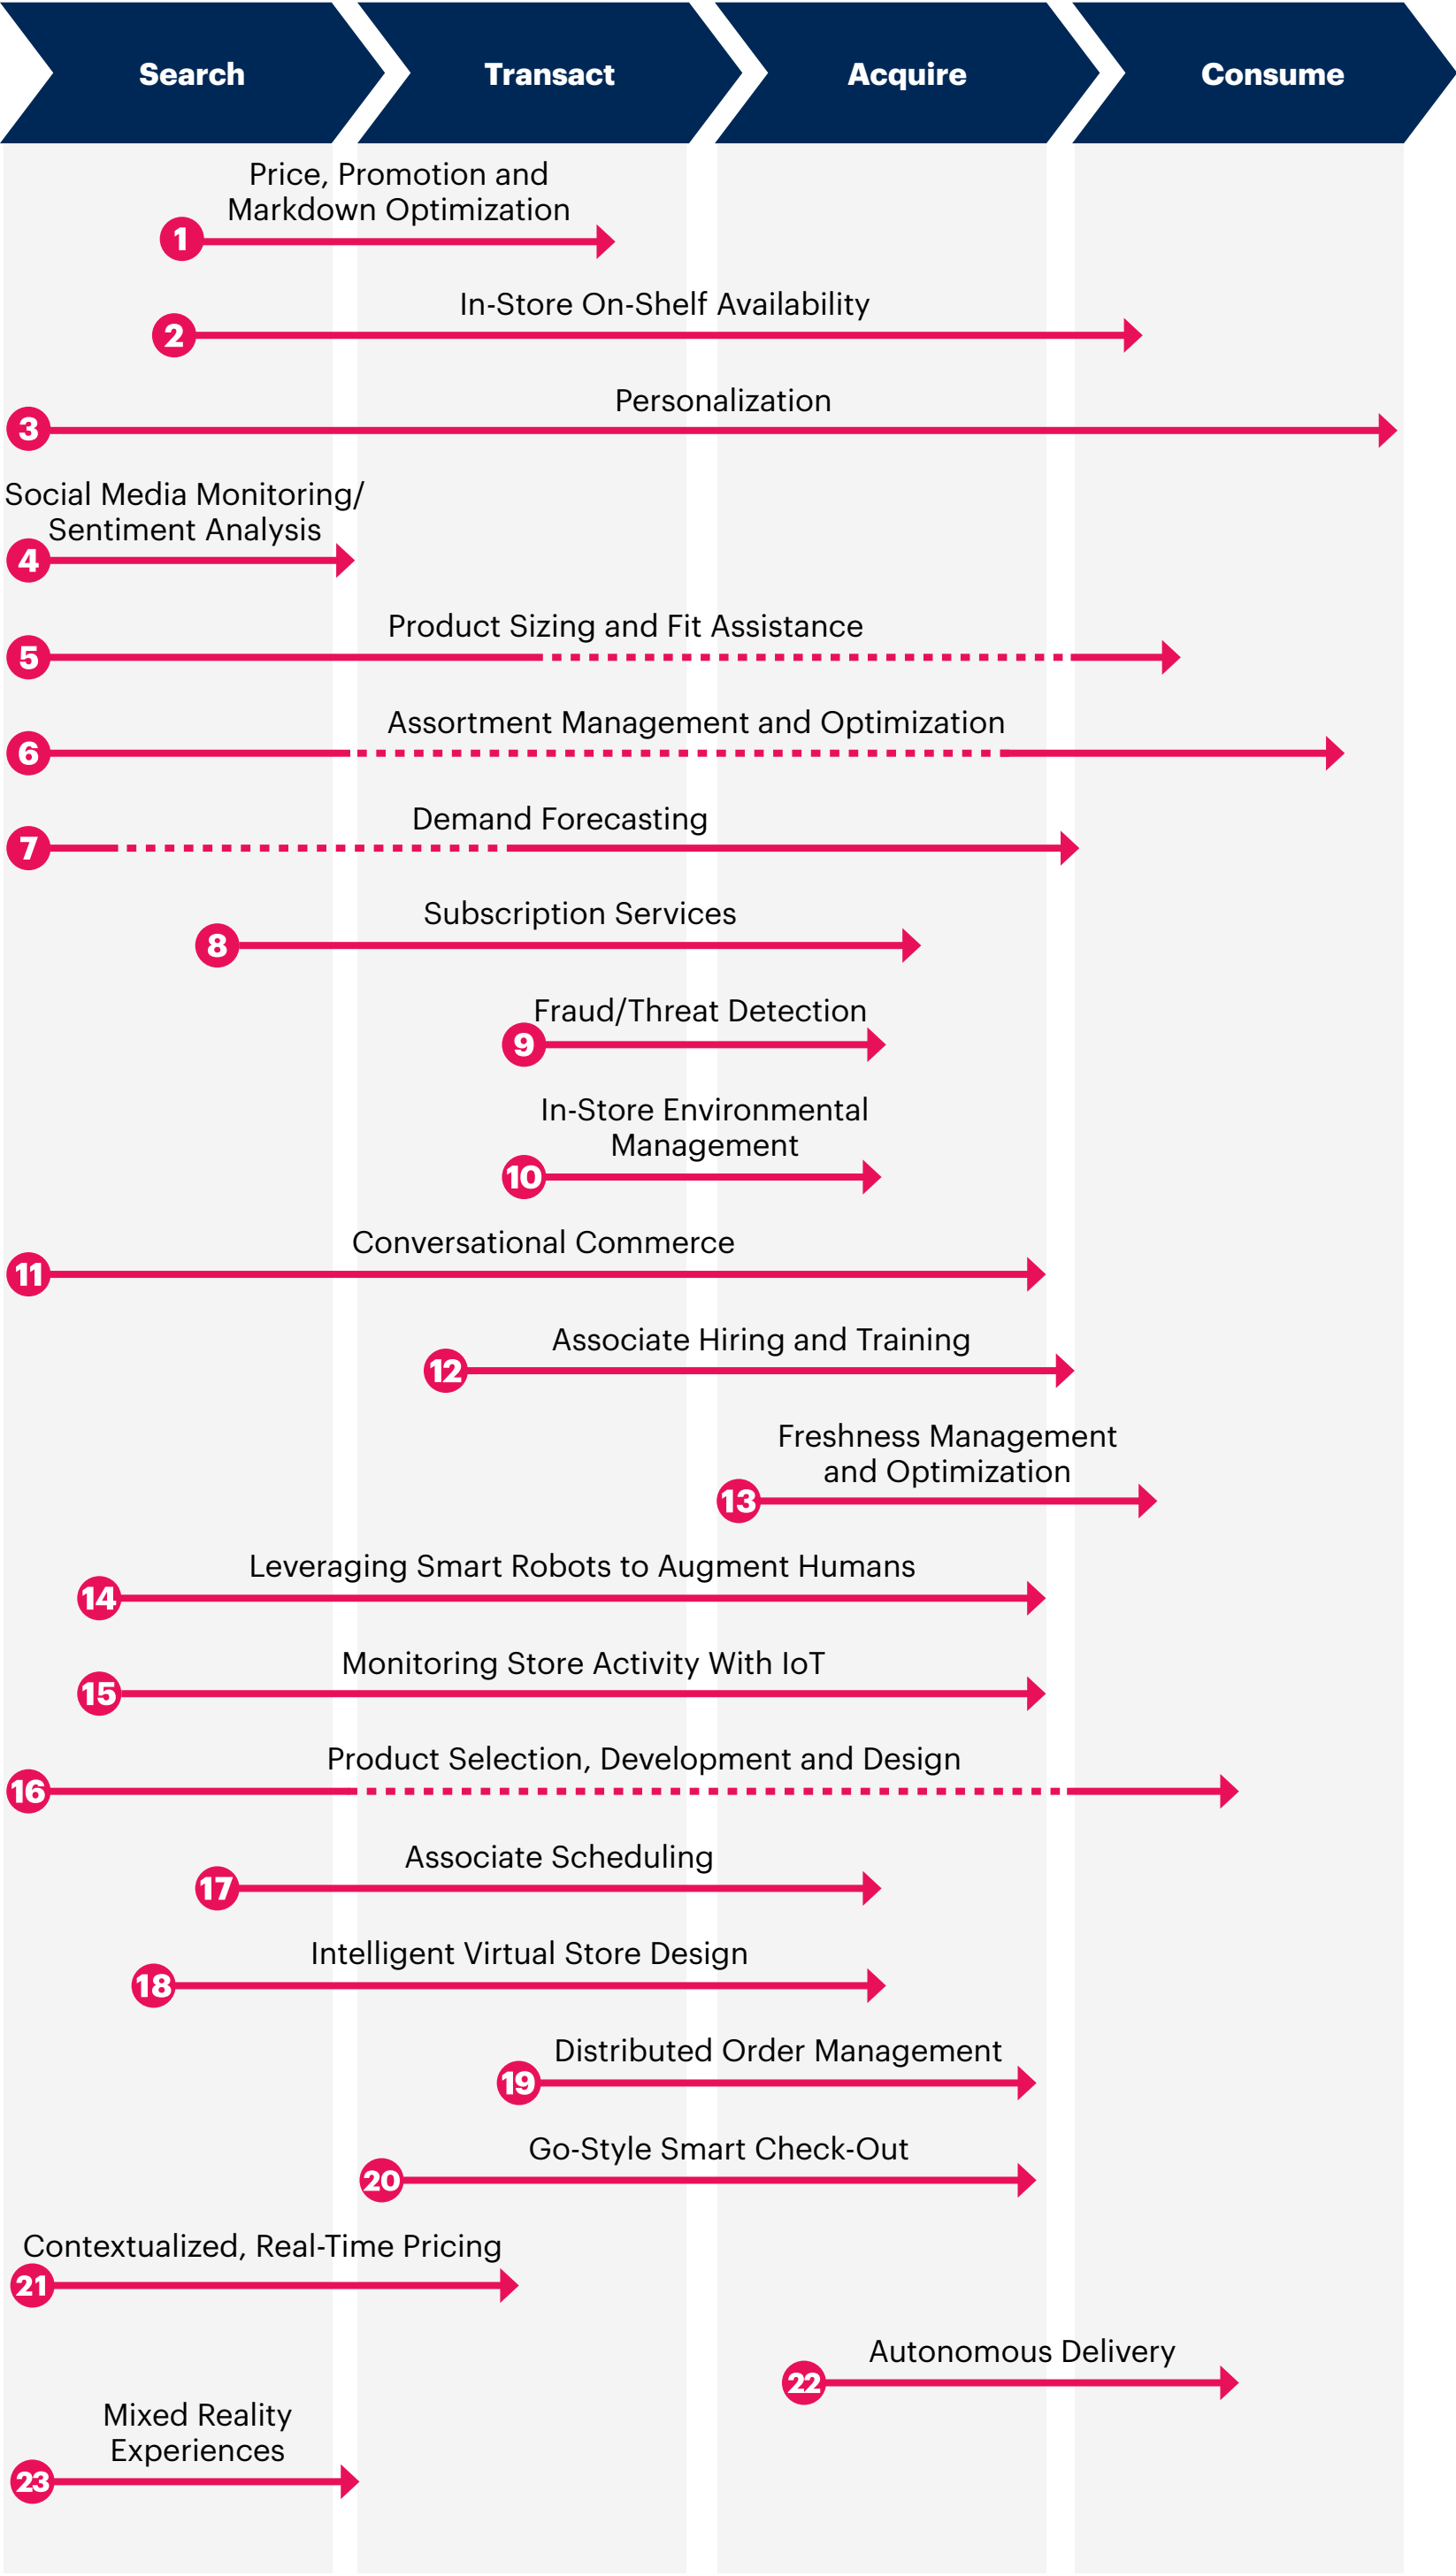 Search
Transact
Acquire
Consume
Price, Promotion and
Markdown Optimization
1
In-Store On-Shelf Availability
2
Personalization
3
Social Media Monitoring/
Sentiment Analysis
4
Product Sizing and Fit Assistance
5
Assortment Management and Optimization
6
Demand Forecasting
7
Subscription Services
8
Fraud/Threat Detection
9
In-Store Environmental
Management
10
Conversational Commerce
11
Associate Hiring and Training
12
Freshness Management
and Optimization
13
Leveraging Smart Robots to Augment Humans
14
Monitoring Store Activity With IoT
15
Product Selection, Development and Design
16
Associate Scheduling
17
Intelligent Virtual Store Design
18
Distributed Order Management
19
Go-Style Smart Check-Out
20
Contextualized, Real-Time Pricing
21
Autonomous Delivery
22
Mixed Reality
Experiences
23